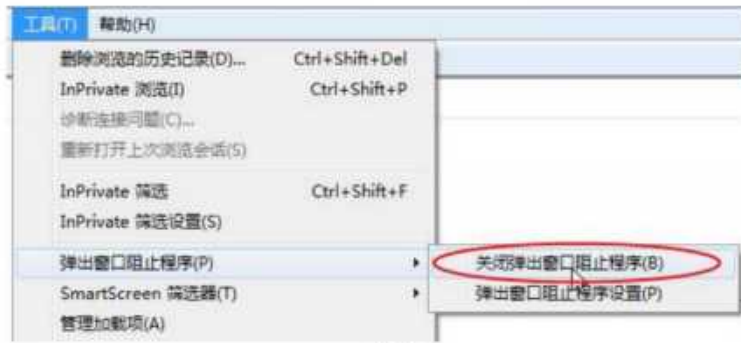 工具(T) 帮助(H)
删除浏览的历史记录(D)... Ctrl+Shift+Del
InPrivate 浏览(I) Ctrl+Shift+P
诊断连接问题(C)...
重新打开上次浏览会话(S)
InPrivate 筛选 Ctrl+Shift+F
InPrivate 筛选设置(S)
弹出窗口阻止程序(P) 关闭弹出窗口阻止程序(B)
SmartScreen 筛选器(T) 弹出窗口阻止程序设置(P)
管理加载项(A)